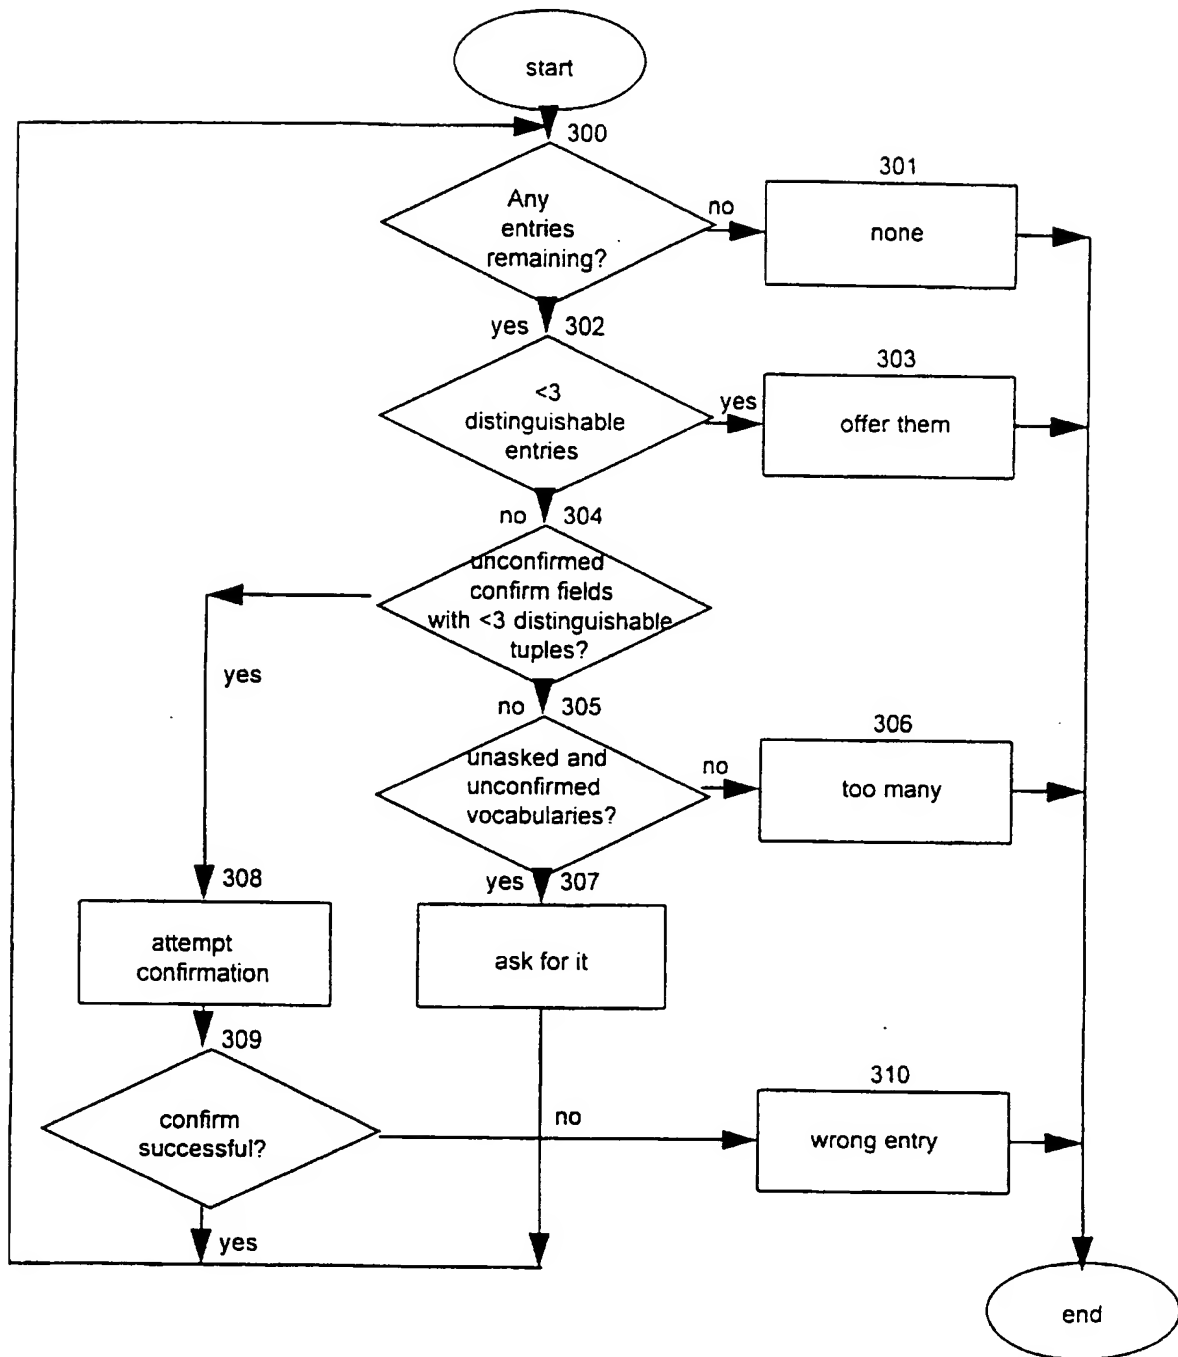 start
300
Any
entries
remaining?
no
301
none
yes
302
<3
distinguishable
entries
yes
303
offer them
no
304
unconfirmed
confirm fields
with <3 distinguishable
tuples?
yes
no
305
unasked and
unconfirmed
vocabularies?
no
306
too many
yes
307
ask for it
308
attempt
confirmation
309
confirm
successful?
no
310
wrong entry
yes
end